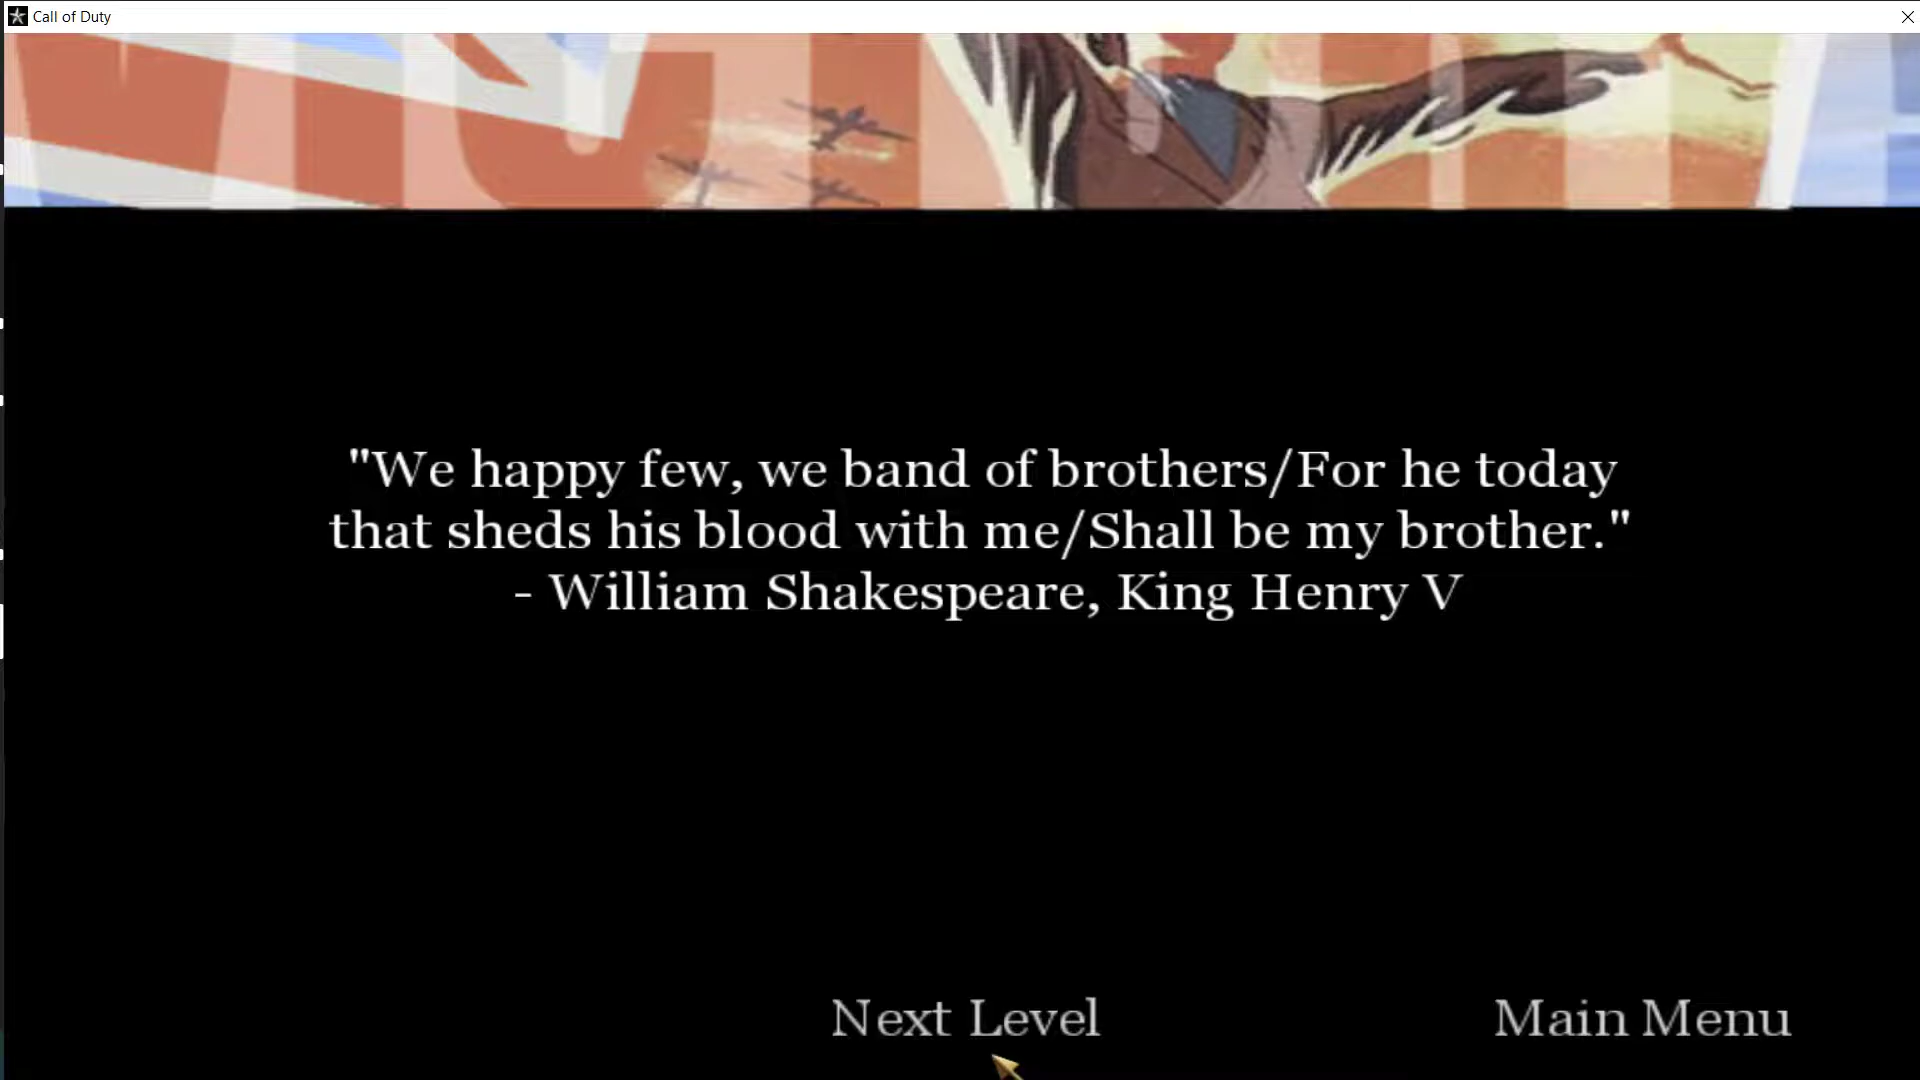 Call of Duty
"We happy few, we band of brothers/For he today
that sheds his blood with me/Shall be my brother."
- William Shakespeare, King Henry V
Next Level
Main Menu